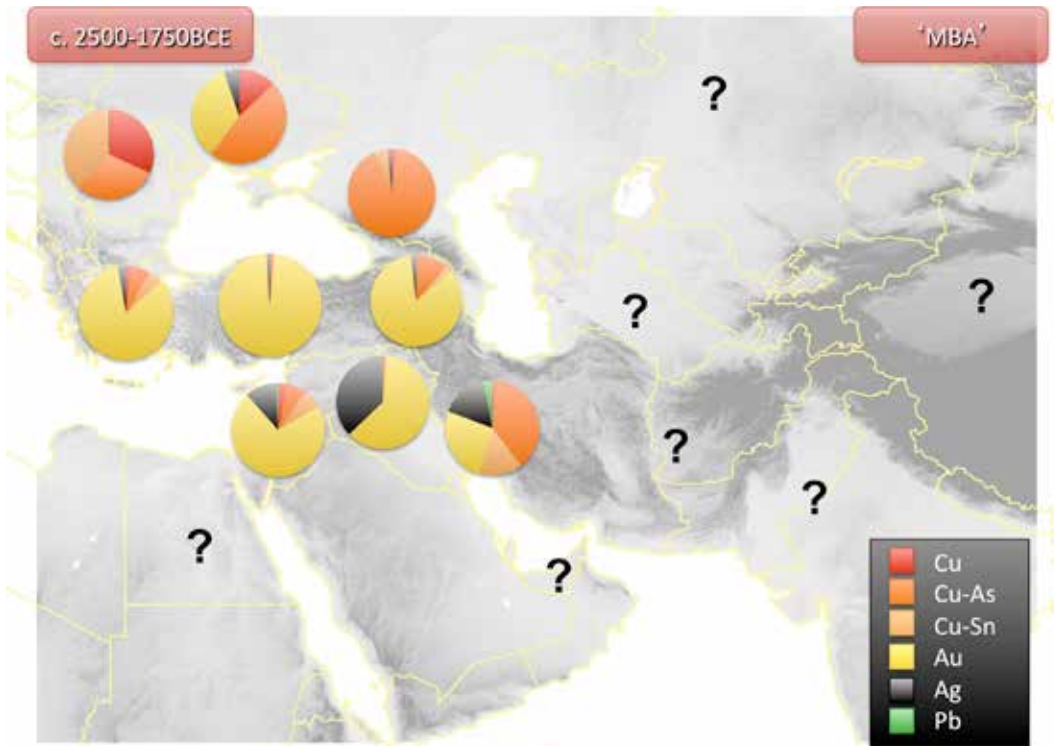 c. 2500-1750BCE
'MBA'
?
?
?
?
?
?
?
Cu
Cu-As
Cu-Sn
Au
Ag
Pb